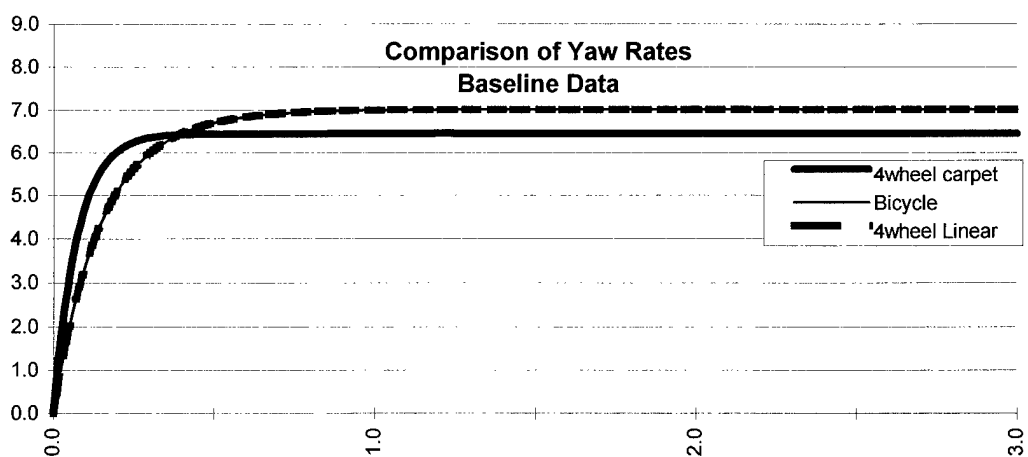 Comparison of Yaw Rates
Baseline Data
9.0
8.0
7.0
6.0
5.0
4.0
3.0
2.0
1.0
0.0
4wheel carpet
Bicycle
4wheel Linear
0.0
1.0
2.0
3.0